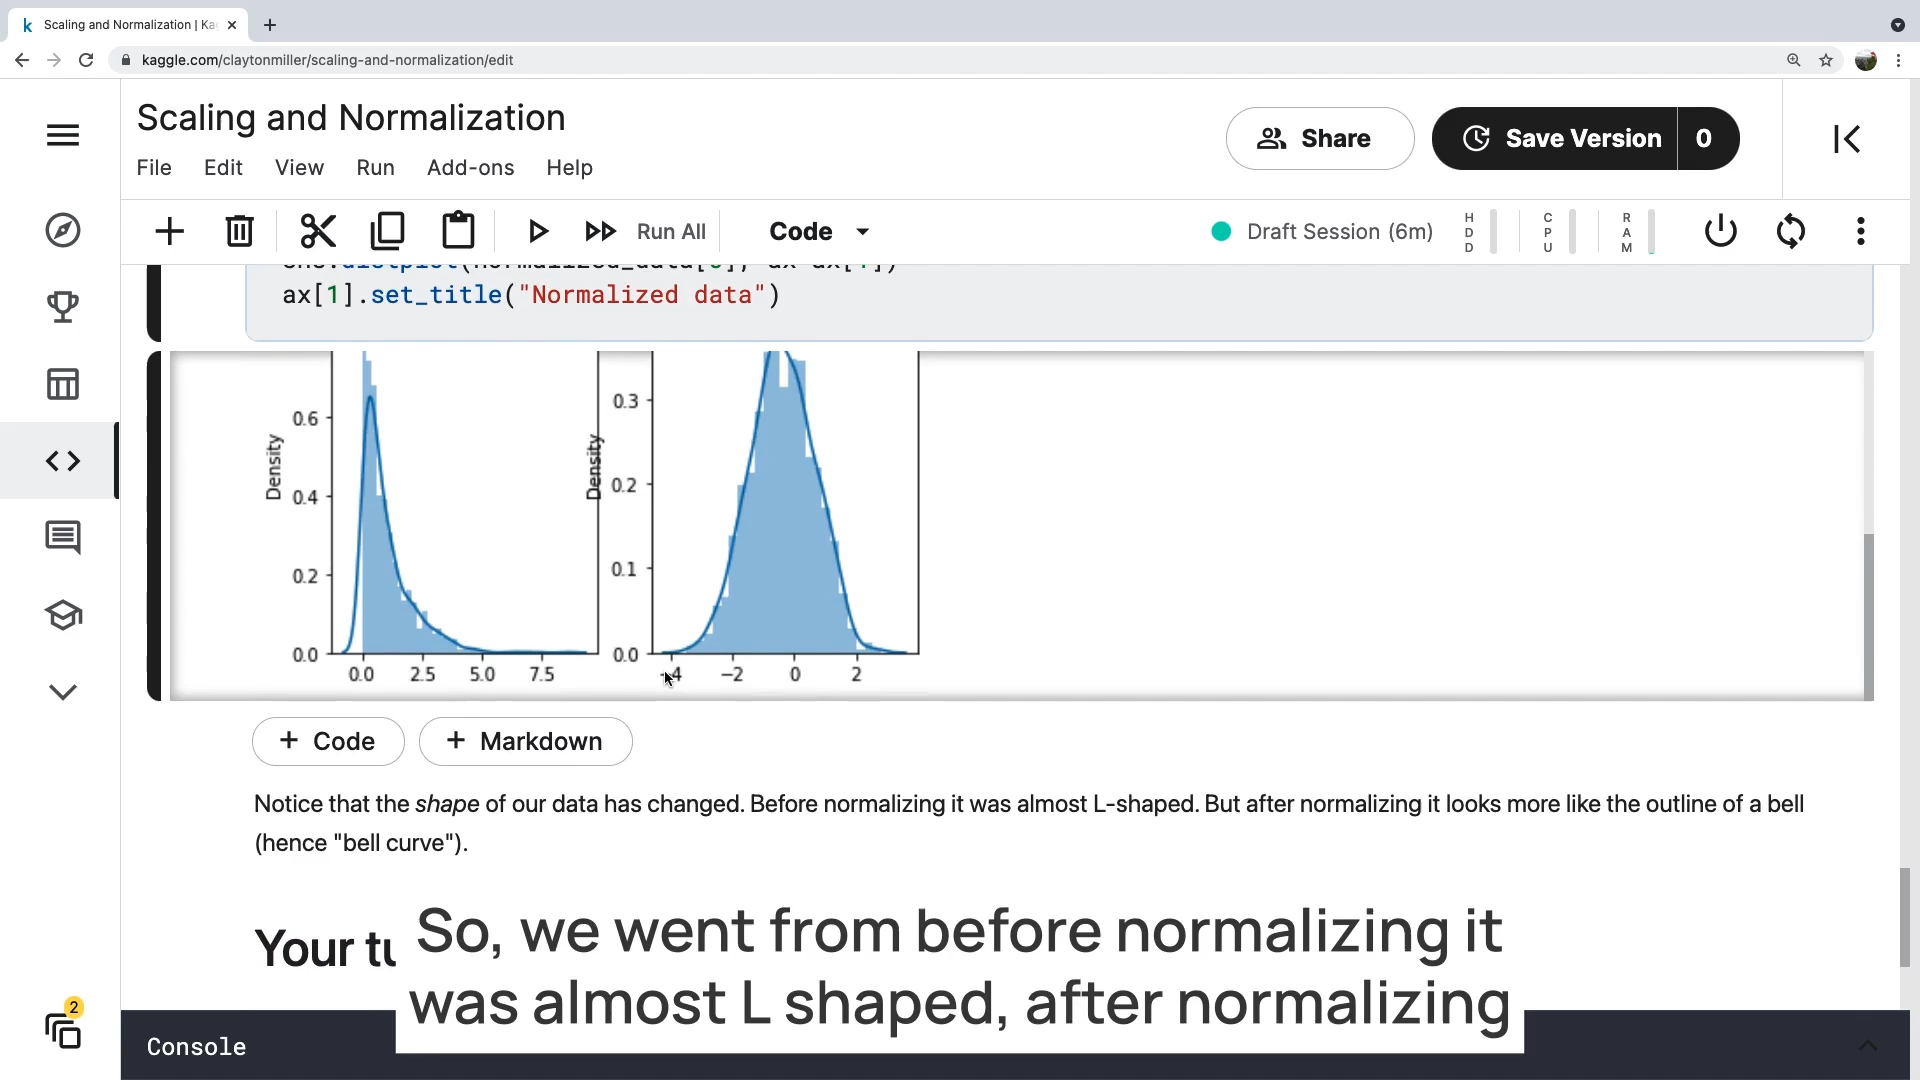 Scaling and Normalization | Ka
kaggle.com/claytonmiller/scaling-and-normalization/edit
Scaling and Normalization
Share
Save Version 0
File Edit View Run Add-ons Help
Run All Code Draft Session (6m) HDD CPU RAM
ax[1].set_title("Normalized data")
Density 0.6 0.4 0.2 0.0
0.0 2.5 5.0 7.5
Density 0.3 0.2 0.1 0.0
4 −2 0 2
+ Code + Markdown
Notice that the shape of our data has changed. Before normalizing it was almost L-shaped. But after normalizing it looks more like the outline of a bell
(hence "bell curve").
Your
So, we went from before normalizing it
was almost L shaped, after normalizing
2
Console